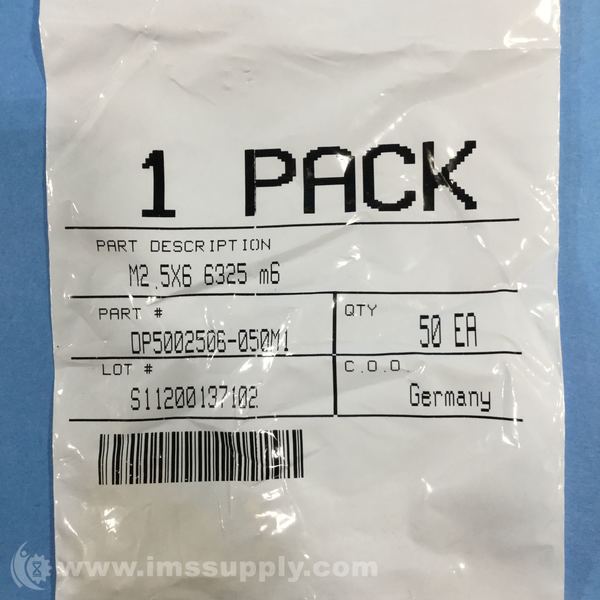 1 PACK
PART DESCRIPTION
M2.5X6 6325 m6
PART #
DP5002506-050M1
QTY
50 EA
LOT #
S11200137102
C.O.O.
Germany
www.imssupply.com